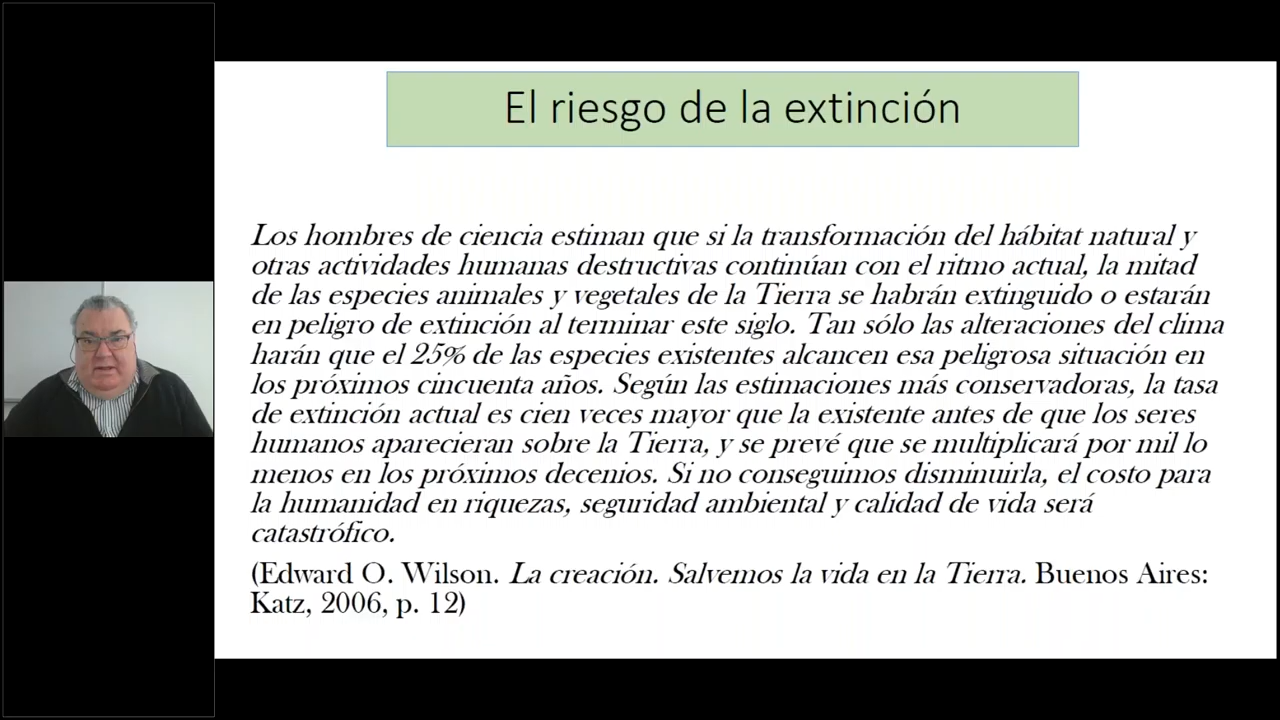 El riesgo de la extinción
Los hombres de ciencia estiman que si la transformación del hábitat natural y
otras actividades humanas destructivas continúan con el ritmo actual, la mitad
de las especies animales y vegetales de la Tierra se habrán extinguido o estarán
en peligro de extinción al terminar este siglo. Tan sólo las alteraciones del clima
harán que el 25% de las especies existentes alcancen esa peligrosa situación en
los próximos cincuenta años. Según las estimaciones más conservadoras, la tasa
de extinción actual es cien veces mayor que la existente antes de que los seres
humanos aparecieran sobre la Tierra, y se prevé que se multiplicará por mil lo
menos en los próximos decenios. Si no conseguimos disminuirla, el costo para
la humanidad en riquezas, seguridad ambiental y calidad de vida será
catastrófico.
(Edward O. Wilson. La creación. Salvemos la vida en la Tierra. Buenos Aires:
Katz, 2006, p. 12)